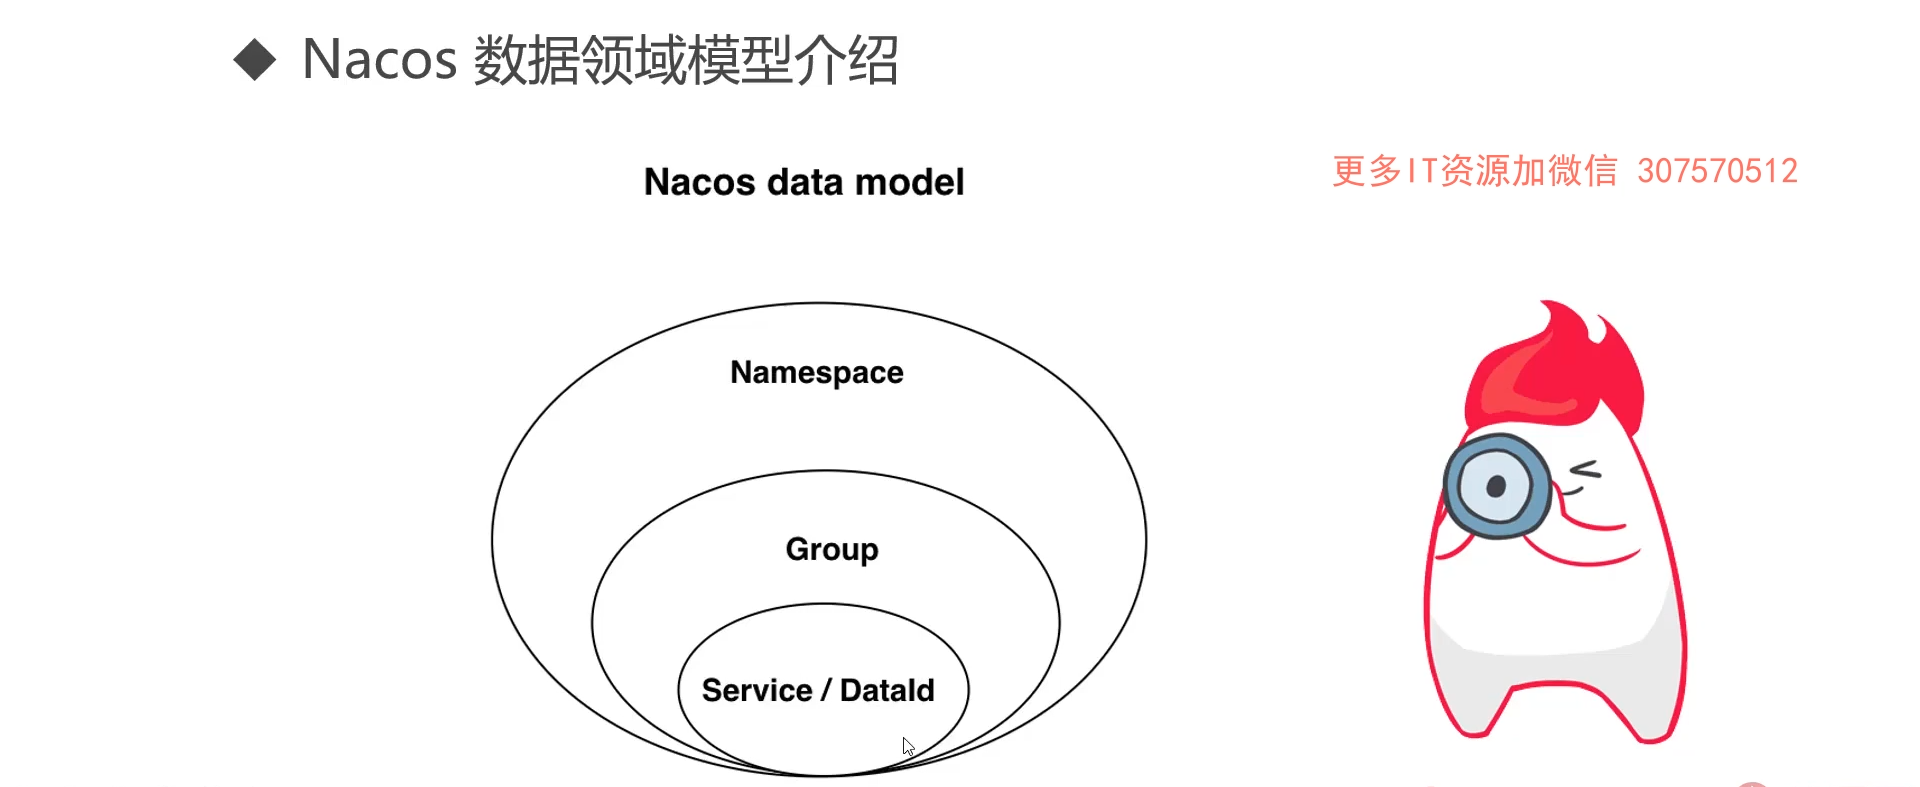 Nacos 数据领域模型介绍
Nacos data model
更多IT资源加微信 307570512
Namespace
Group
Service / DataId